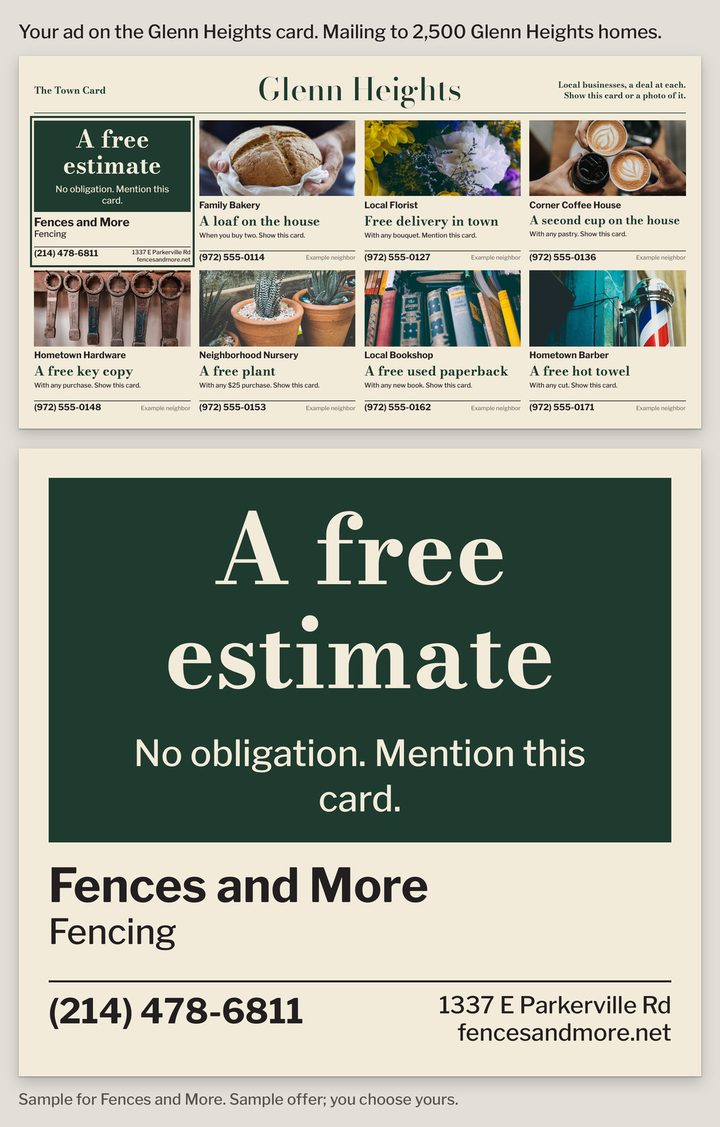 Your ad on the Glenn Heights card. Mailing to 2,500 Glenn Heights homes.
The Town Card
Glenn Heights
Local businesses, a deal at each.
Show this card or a photo of it.
A free
estimate
No obligation. Mention this
card.
Fences and More
Fencing
(214) 478-6811
1337 E Parkerville Rd
fencesandmore.net
Family Bakery
A loaf on the house
When you buy two. Show this card.
(972) 555-0114
Example neighbor
Local Florist
Free delivery in town
With any bouquet. Mention this card.
(972) 555-0127
Example neighbor
Corner Coffee House
A second cup on the house
With any pastry. Show this card.
(972) 555-0136
Example neighbor
Hometown Hardware
A free key copy
With any purchase. Show this card.
(972) 555-0148
Example neighbor
Neighborhood Nursery
A free plant
With any $25 purchase. Show this card.
(972) 555-0153
Example neighbor
Local Bookshop
A free used paperback
With any new book. Show this card.
(972) 555-0162
Example neighbor
Hometown Barber
A free hot towel
With any cut. Show this card.
(972) 555-0171
Example neighbor
A free
estimate
No obligation. Mention this
card.
Fences and More
Fencing
(214) 478-6811
1337 E Parkerville Rd
fencesandmore.net
Sample for Fences and More. Sample offer; you choose yours.